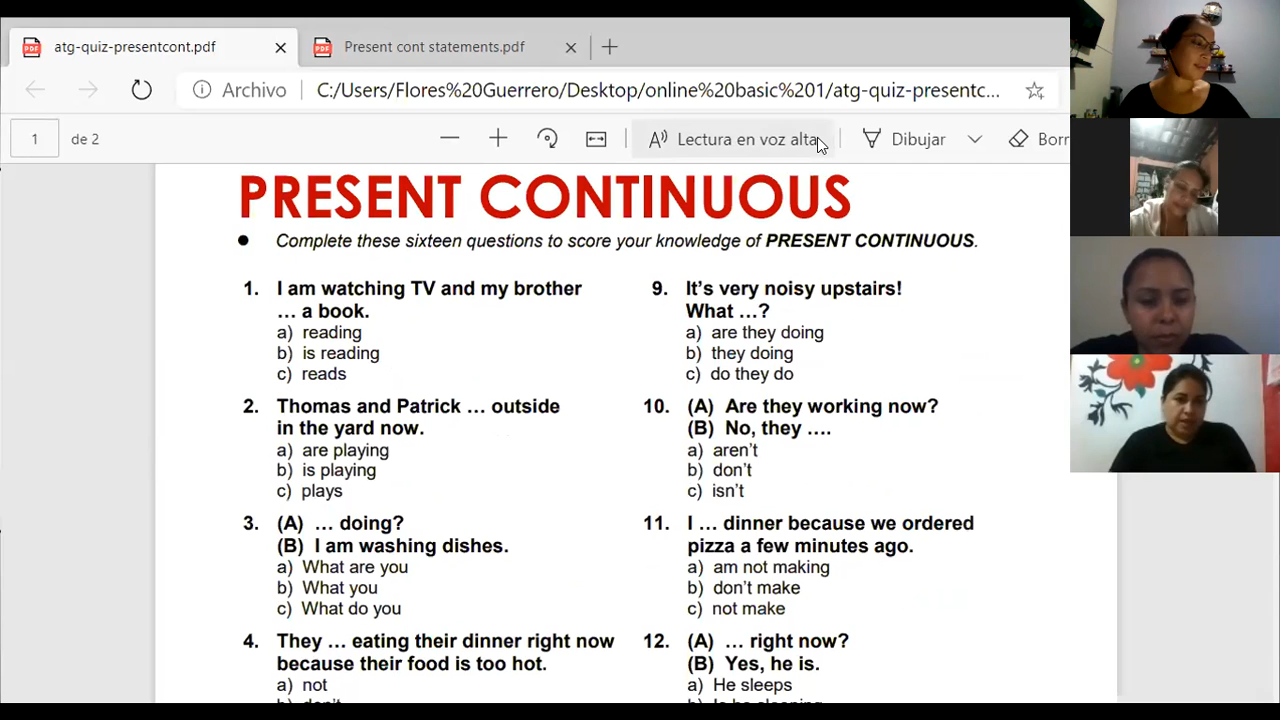 atg-quiz-presentcont.pdf
Present cont statements.pdf
Archivo
C:/Users/Flores%20Guerrero/Desktop/online%20basic%201/atg-quiz-presentc...
1
de 2
Lectura en voz alta
Dibujar
Borr
PRESENT CONTINUOUS
● Complete these sixteen questions to score your knowledge of PRESENT CONTINUOUS.
1. I am watching TV and my brother
… a book.
a) reading
b) is reading
c) reads
2. Thomas and Patrick … outside
in the yard now.
a) are playing
b) is playing
c) plays
3. (A) … doing?
(B) I am washing dishes.
a) What are you
b) What you
c) What do you
4. They … eating their dinner right now
because their food is too hot.
a) not
b) don't
9. It's very noisy upstairs!
What …?
a) are they doing
b) they doing
c) do they do
10. (A) Are they working now?
(B) No, they ….
a) aren't
b) don't
c) isn't
11. I … dinner because we ordered
pizza a few minutes ago.
a) am not making
b) don't make
c) not make
12. (A) … right now?
(B) Yes, he is.
a) He sleeps
b) Is he sleeping